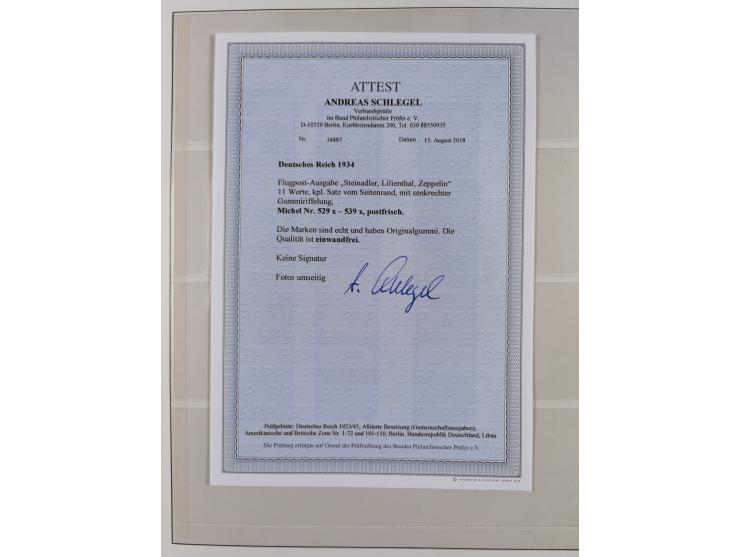 ATTEST
ANDREAS SCHLEGEL
Verbandsprüfer
im Bund Philatelistischer Prüfer e. V.
D-10719 Berlin, Kurfürstendamm 200, Tel. 030 88550935
Nr. 34887 Datum 15. August 2018
Deutsches Reich 1934
Flugpost-Ausgabe „Steinadler, Lilienthal, Zeppelin“
11 Werte, kpl. Satz vom Seitenrand, mit senkrechter
Gummiriffelung,
Michel Nr. 529 x – 539 x, postfrisch.
Die Marken sind echt und haben Originalgummi. Die
Qualität ist einwandfrei.
Keine Signatur
Fotos umseitig
A. Schlegel
Prüfgebiete: Deutsches Reich 1923/45, Alliierte Besetzung (Gemeinschaftsausgaben),
Amerikanische und Britische Zone Nr. 1-72 und 101-110, Berlin, Bundesrepublik Deutschland, Libau
Die Prüfung erfolgte auf Grund der Prüfordnung des Bundes Philatelistischer Prüfer e.V.